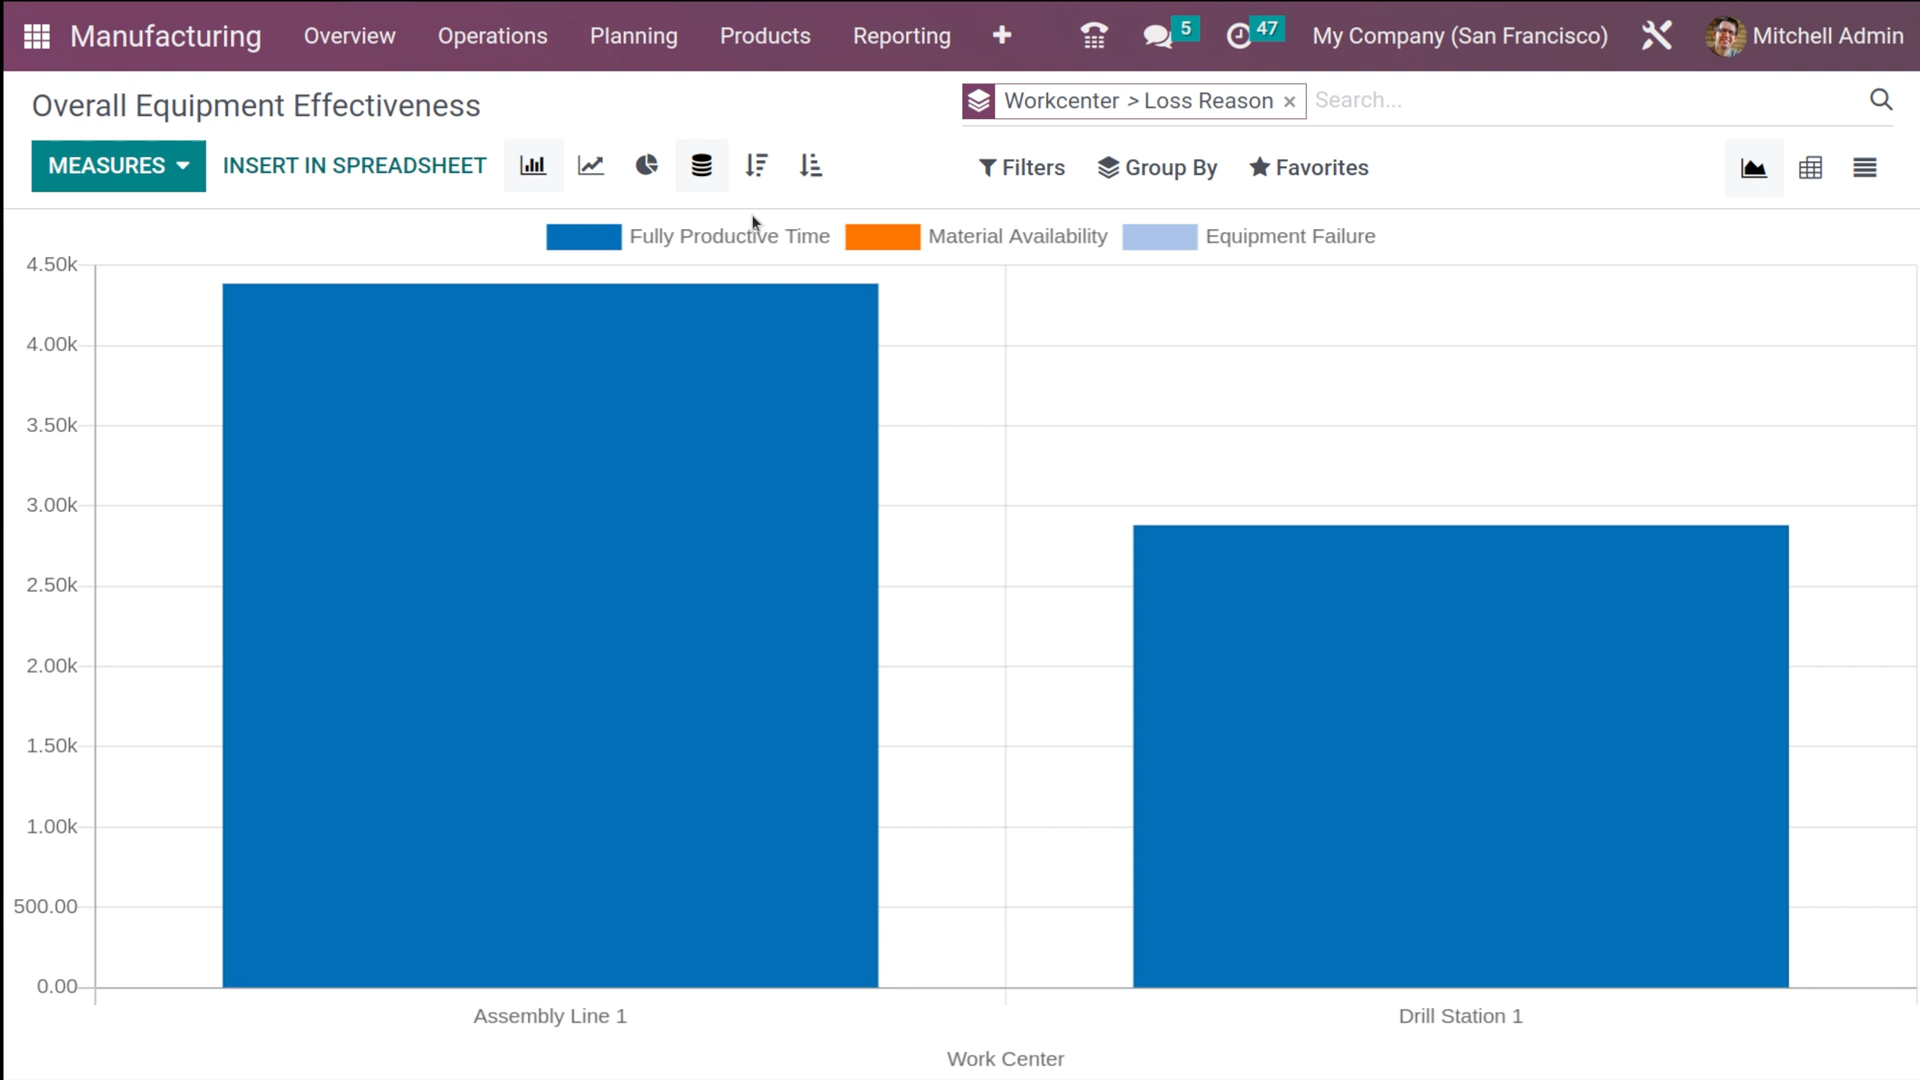 Manufacturing Overview Operations Planning Products Reporting 5 47 My Company (San Francisco) Mitchell Admin
Overall Equipment Effectiveness
Workcenter > Loss Reason × Search...
MEASURES INSERT IN SPREADSHEET Filters Group By Favorites
Fully Productive Time Material Availability Equipment Failure
4.50k
4.00k
3.50k
3.00k
2.50k
2.00k
1.50k
1.00k
500.00
0.00
Assembly Line 1 Drill Station 1
Work Center